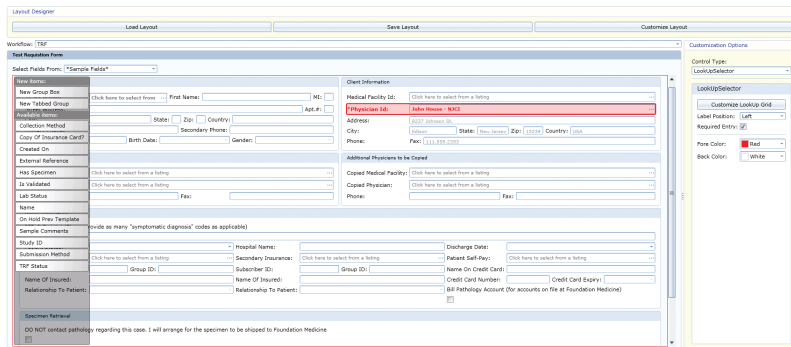 Layout Designer
Load Layout Save Layout Customize Layout
Workflow: TRF
Customization Options
Test Requistion Form
Select Fields From: *Sample Fields*
Control Type:
LookUpSelector
New items:
New Group Box
New Tabbed Group
Available items:
Collection Method
Copy Of Insurance Card?
Created On
External Reference
Has Specimen
Is Validated
Lab Status
Name
On Hold Prev Template
Sample Comments
Study ID
Submission Method
TRF Status
Click here to select from ... First Name: MI:
Apt.#:
State: Zip: Country:
Secondary Phone:
Birth Date: Gender:
Client Information
Medical Facility Id: Click here to select from a listing ...
*Physician Id: John House - NJCI ...
Address: 8237 Johnson St.
City: Edison State: New Jersey Zip: 15234 Country: USA
Phone: Fax: 111.555.2353
Click here to select from a listing ...
Click here to select from a listing ...
Fax:
Additional Physicians to be Copied
Copied Medical Facility: Click here to select from a listing ...
Copied Physician: Click here to select from a listing ...
Phone: Fax:
rovide as many "symptomatic diagnosis" codes as applicable)
Hospital Name: Discharge Date:
Click here to select from a listing ... Secondary Insurance: Click here to select from a listing ... Patient Self-Pay: Click here to select from a listing ...
Group ID: Subscriber ID: Group ID: Name On Credit Card:
Name Of Insured: Name Of Insured: Credit Card Number: Credit Card Expiry:
Relationship To Patient: Relationship To Patient: Bill Pathology Account (for accounts on file at Foundation Medicine)
Specimen Retrieval
DO NOT contact pathology regarding this case. I will arrange for the specimen to be shipped to Foundation Medicine
LookUpSelector
Customize LookUp Grid
Label Position: Left
Required Entry:
Fore Color: Red
Back Color: White